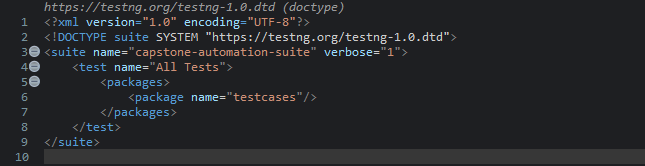 https://testng.org/testng-1.0.dtd (doctype)
1 <?xml version="1.0" encoding="UTF-8"?>
2 <!DOCTYPE suite SYSTEM "https://testng.org/testng-1.0.dtd">
3 <suite name="capstone-automation-suite" verbose="1">
4 <test name="All Tests">
5 <packages>
6 <package name="testcases"/>
7 </packages>
8 </test>
9 </suite>
10